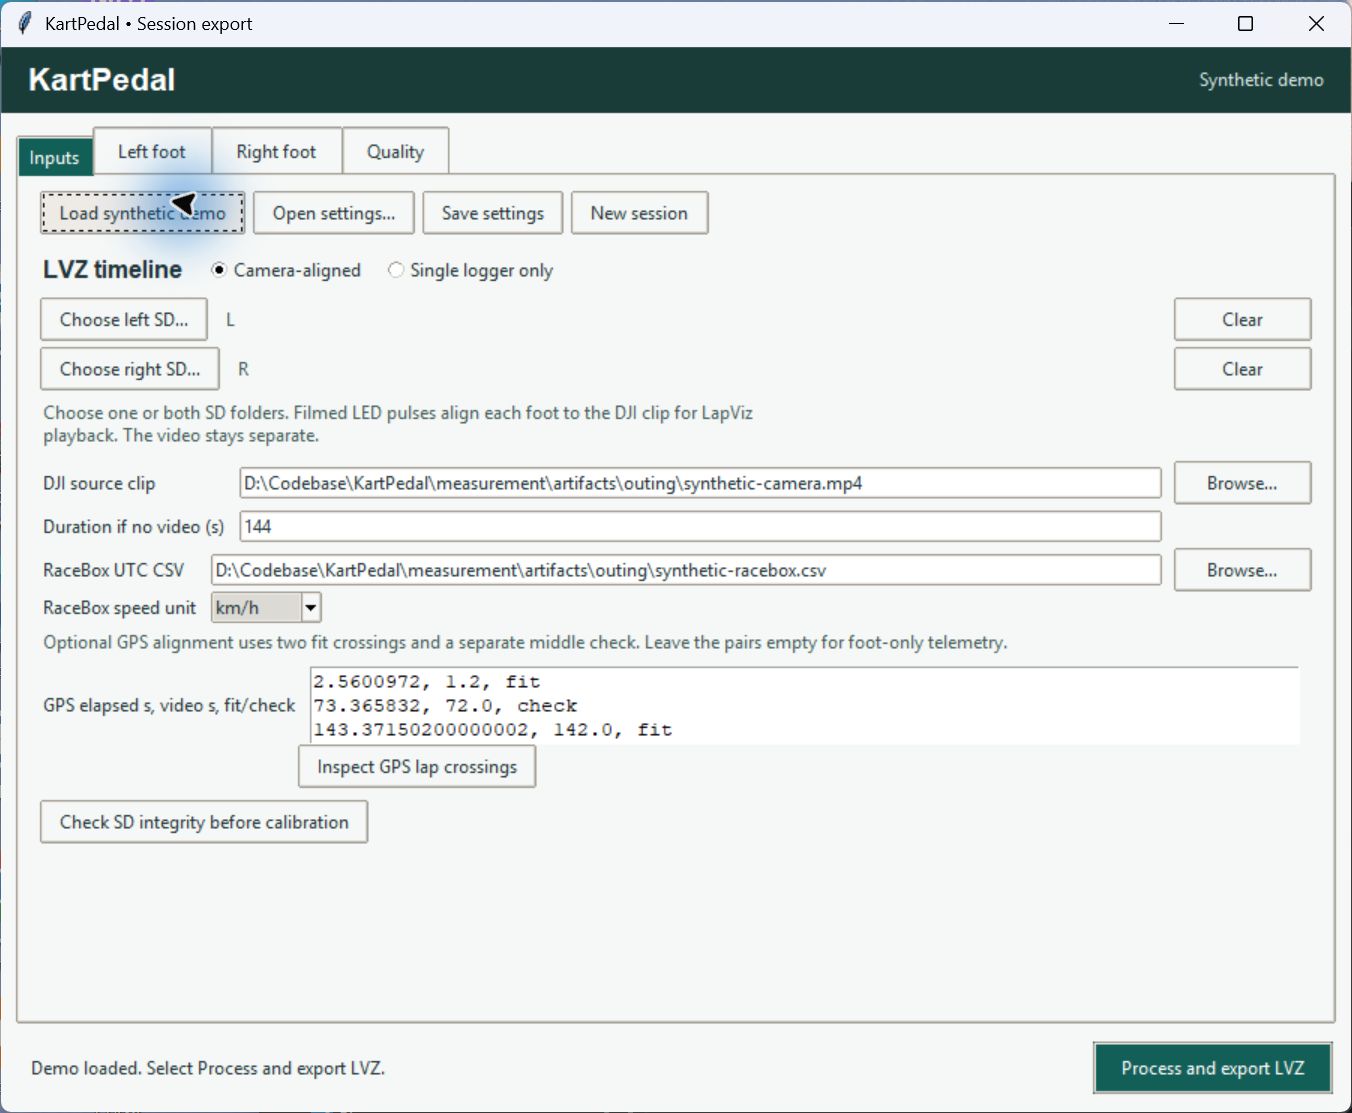 KartPedal • Session export
KartPedal
Synthetic demo
Inputs
Left foot
Right foot
Quality
Load synthetic demo
Open settings...
Save settings
New session
LVZ timeline
Camera-aligned
Single logger only
Choose left SD...
L
Clear
Choose right SD...
R
Clear
Choose one or both SD folders. Filmed LED pulses align each foot to the DJI clip for LapViz
playback. The video stays separate.
DJI source clip
D:\Codebase\KartPedal\measurement\artifacts\outing\synthetic-camera.mp4
Browse...
Duration if no video (s)
144
RaceBox UTC CSV
D:\Codebase\KartPedal\measurement\artifacts\outing\synthetic-racebox.csv
Browse...
RaceBox speed unit
km/h
Optional GPS alignment uses two fit crossings and a separate middle check. Leave the pairs empty for foot-only telemetry.
GPS elapsed s, video s, fit/check
2.5600972, 1.2, fit
73.365832, 72.0, check
143.37150200000002, 142.0, fit
Inspect GPS lap crossings
Check SD integrity before calibration
Demo loaded. Select Process and export LVZ.
Process and export LVZ